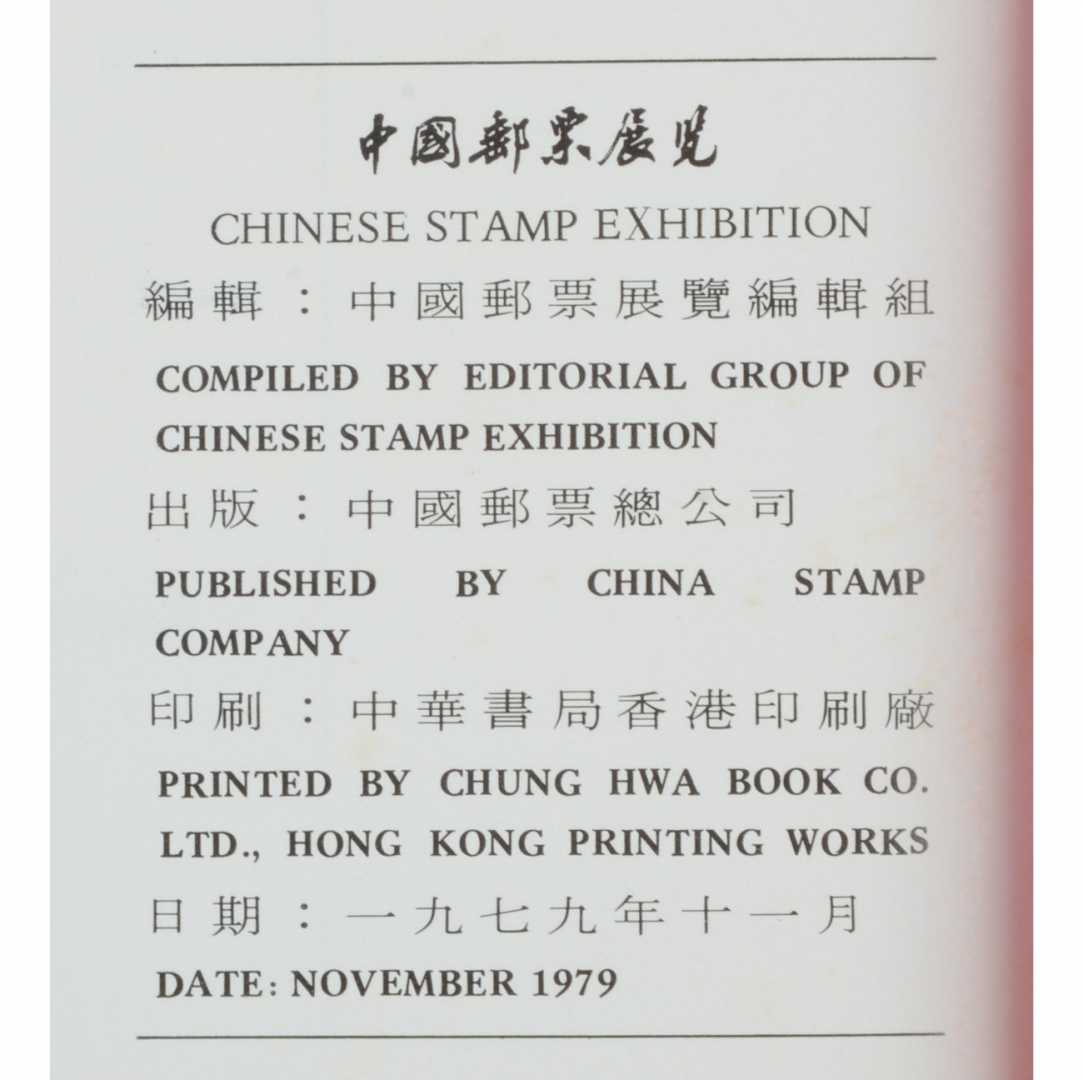 中國郵票展览
CHINESE STAMP EXHIBITION
編輯：中國郵票展覽編輯組
COMPILED BY EDITORIAL GROUP OF
CHINESE STAMP EXHIBITION
出版：中國郵票總公司
PUBLISHED BY CHINA STAMP
COMPANY
印刷：中華書局香港印刷廠
PRINTED BY CHUNG HWA BOOK CO.
LTD., HONG KONG PRINTING WORKS
日期：一九七九年十一月
DATE: NOVEMBER 1979